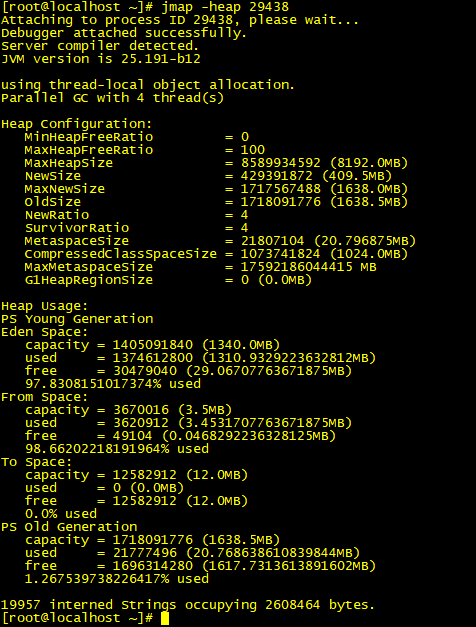 [root@localhost ~]# jmap -heap 29438
Attaching to process ID 29438, please wait...
Debugger attached successfully.
Server compiler detected.
JVM version is 25.191-b12

using thread-local object allocation.
Parallel GC with 4 thread(s)

Heap Configuration:
   MinHeapFreeRatio         = 0
   MaxHeapFreeRatio         = 100
   MaxHeapSize              = 8589934592 (8192.0MB)
   NewSize                  = 429391872 (409.5MB)
   MaxNewSize               = 1717567488 (1638.0MB)
   OldSize                  = 1718091776 (1638.5MB)
   NewRatio                 = 4
   SurvivorRatio            = 4
   MetaspaceSize            = 21807104 (20.796875MB)
   CompressedClassSpaceSize = 1073741824 (1024.0MB)
   MaxMetaspaceSize         = 17592186044415 MB
   G1HeapRegionSize         = 0 (0.0MB)

Heap Usage:
PS Young Generation
Eden Space:
   capacity = 1405091840 (1340.0MB)
   used     = 1374612800 (1310.9329223632812MB)
   free     = 30479040 (29.06707763671875MB)
   97.8308151017374% used
From Space:
   capacity = 3670016 (3.5MB)
   used     = 3620912 (3.4531707763671875MB)
   free     = 49104 (0.0468292236328125MB)
   98.66202218191964% used
To Space:
   capacity = 12582912 (12.0MB)
   used     = 0 (0.0MB)
   free     = 12582912 (12.0MB)
   0.0% used
PS Old Generation
   capacity = 1718091776 (1638.5MB)
   used     = 21777496 (20.768638610839844MB)
   free     = 1696314280 (1617.7313613891602MB)
   1.267539738226417% used

19957 interned Strings occupying 2608464 bytes.
[root@localhost ~]#